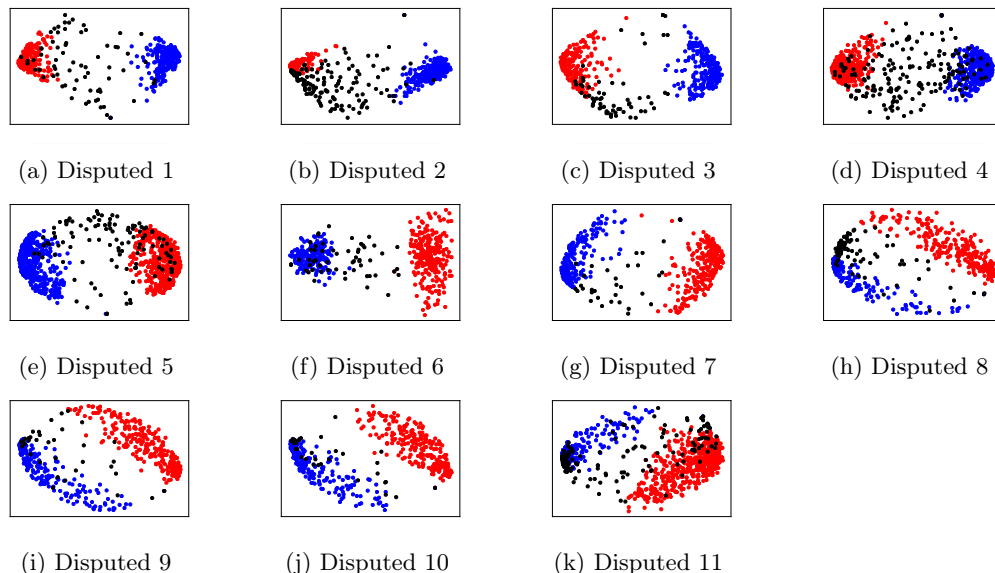 (a) Disputed 1
(b) Disputed 2
(c) Disputed 3
(d) Disputed 4
(e) Disputed 5
(f) Disputed 6
(g) Disputed 7
(h) Disputed 8
(i) Disputed 9
(j) Disputed 10
(k) Disputed 11